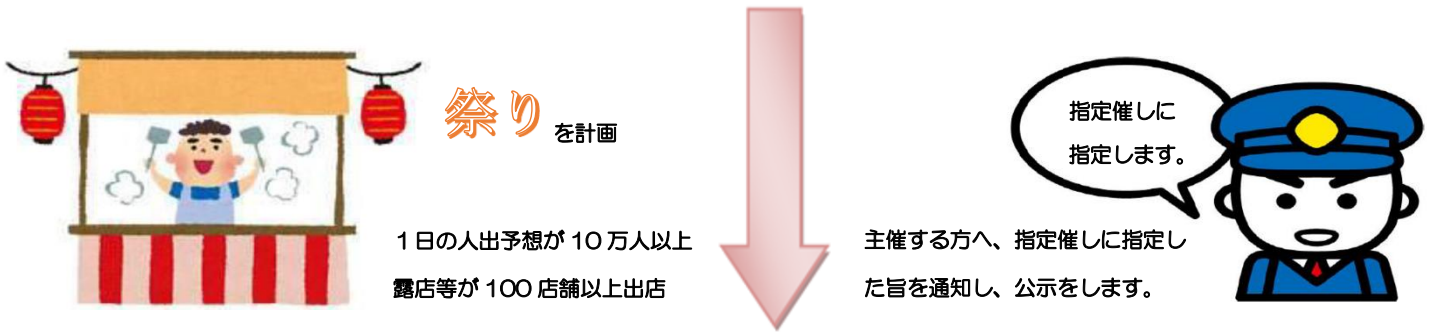 祭りを計画
1日の人出予想が10万人以上
露店等が100店舗以上出店
指定催しに
指定します。
主催する方へ、指定催しに指定し
た旨を通知し、公示をします。